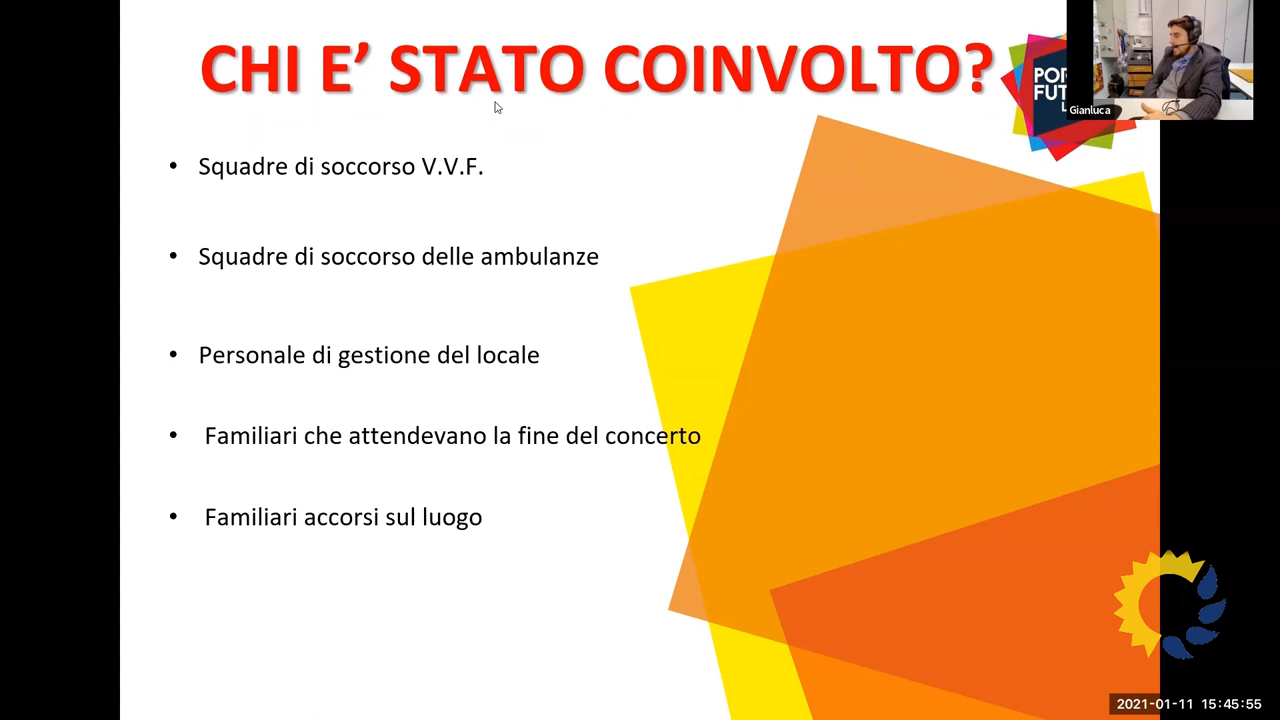 CHI E’ STATO COINVOLTO?
• Squadre di soccorso V.V.F.
• Squadre di soccorso delle ambulanze
• Personale di gestione del locale
• Familiari che attendevano la fine del concerto
• Familiari accorsi sul luogo
Gianluca
2021-01-11 15:45:55